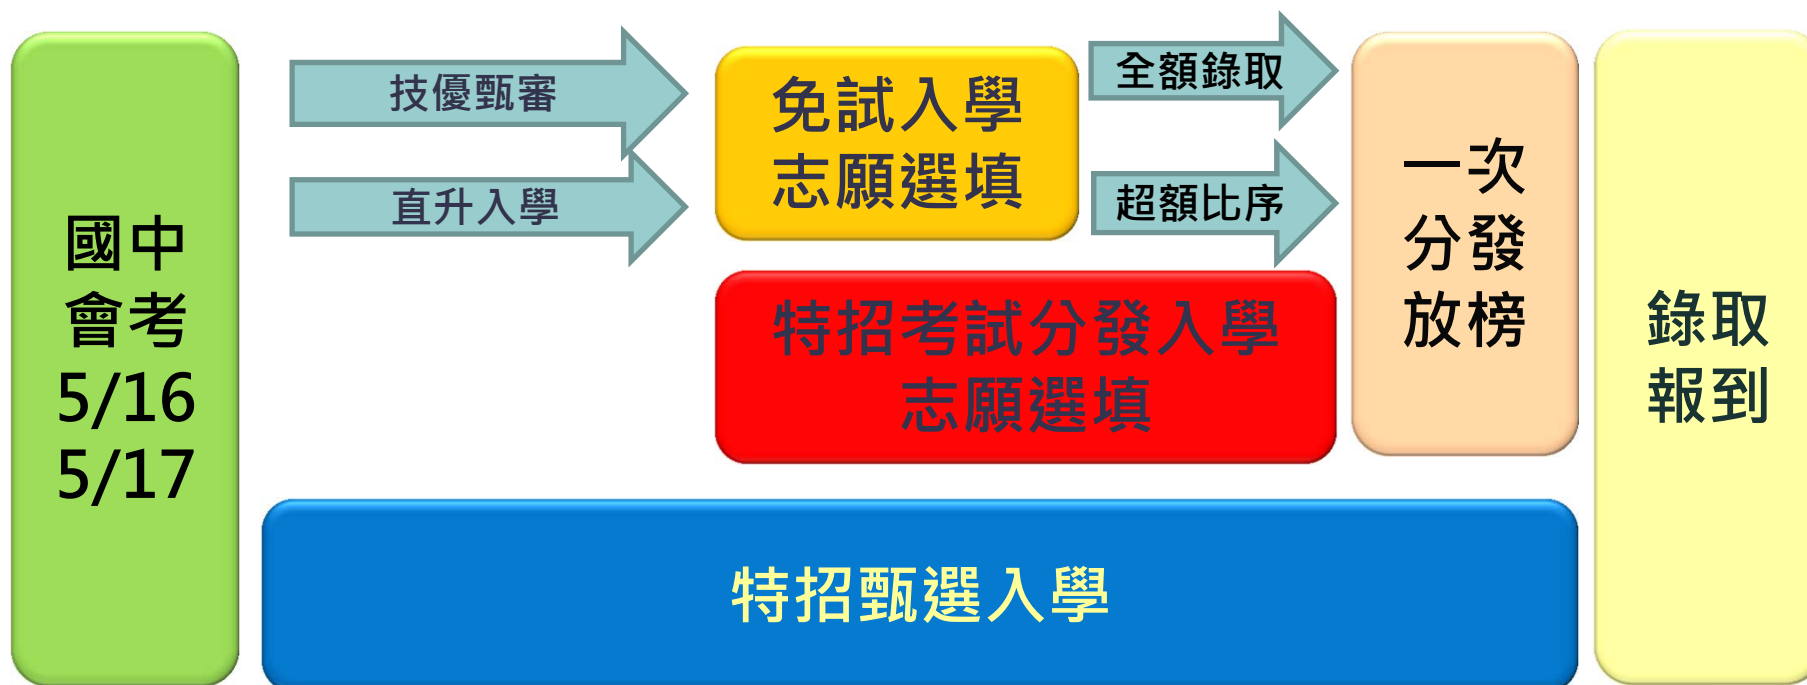 國中
會考
5/16
5/17
技優甄審
直升入學
免試入學
志願選填
全額錄取
超額比序
特招考試分發入學
志願選填
一次
分發
放榜
錄取
報到
特招甄選入學